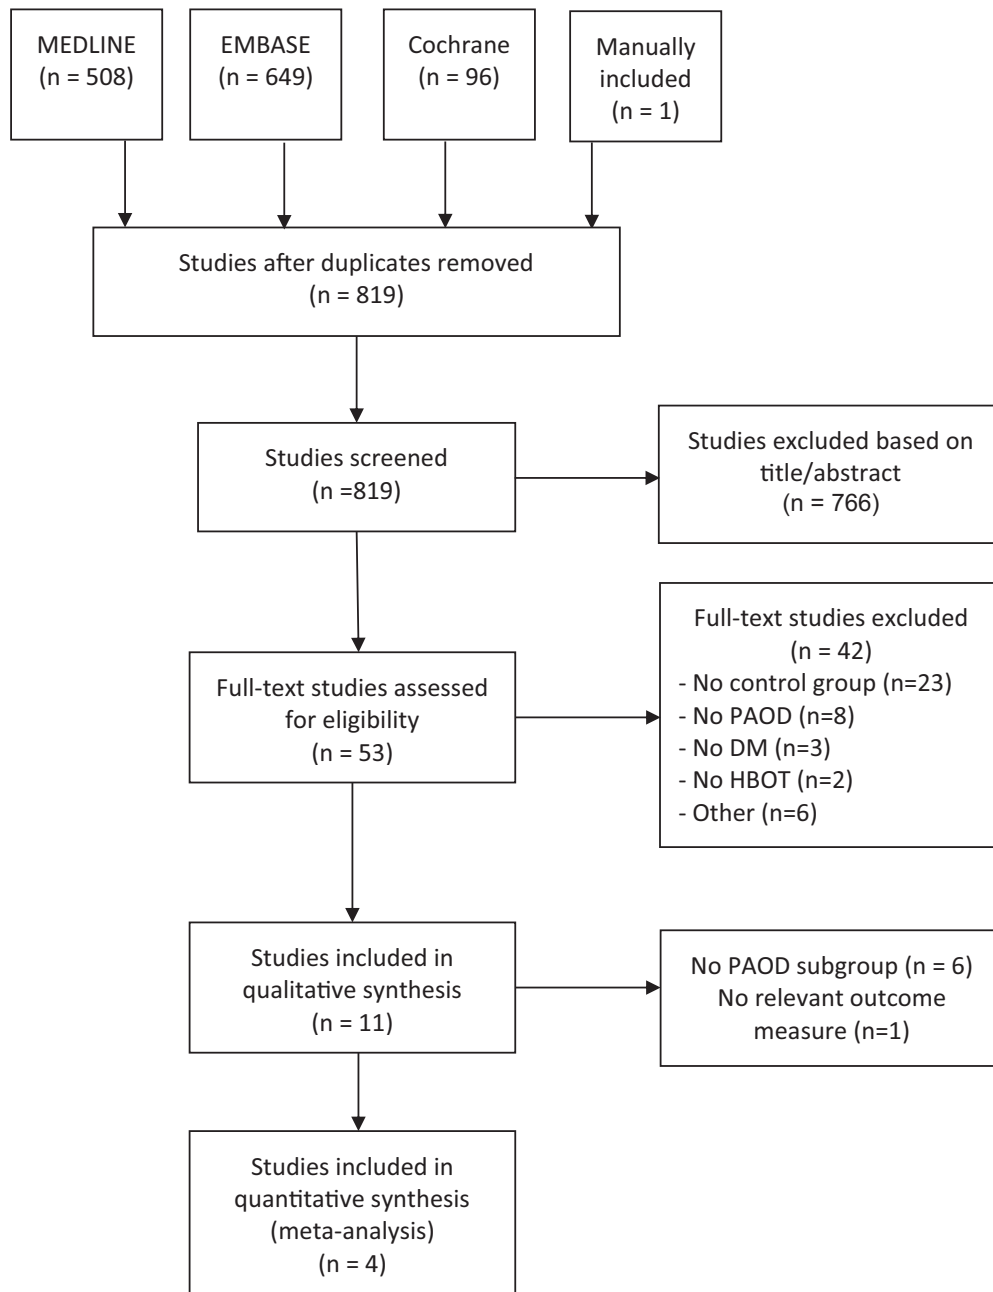 MEDLINE
(n = 508)
EMBASE
(n = 649)
Cochrane
(n = 96)
Manually
included
(n = 1)
Studies after duplicates removed
(n = 819)
Studies screened
(n =819)
Studies excluded based on
title/abstract
(n = 766)
Full-text studies assessed
for eligibility
(n = 53)
Full-text studies excluded
(n = 42)
- No control group (n=23)
- No PAOD (n=8)
- No DM (n=3)
- No HBOT (n=2)
- Other (n=6)
Studies included in
qualitative synthesis
(n = 11)
No PAOD subgroup (n = 6)
No relevant outcome
measure (n=1)
Studies included in
quantitative synthesis
(meta-analysis)
(n = 4)